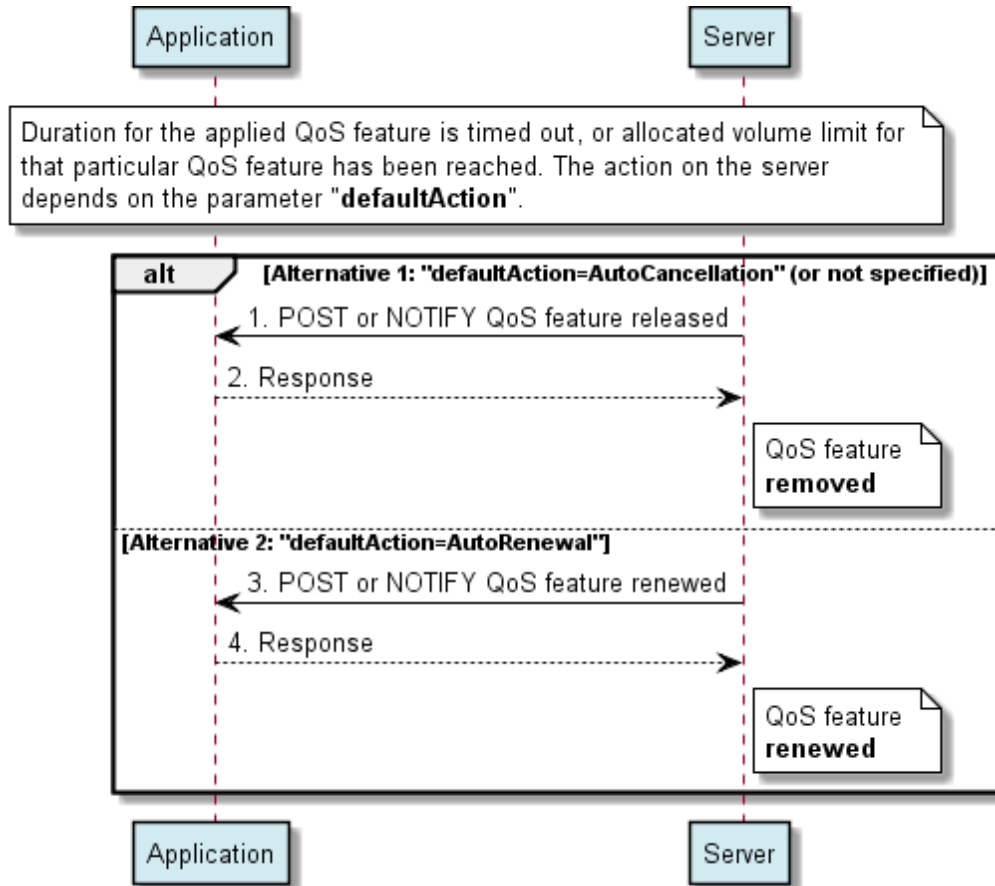 Application
Server
Duration for the applied QoS feature is timed out, or allocated volume limit for
that particular QoS feature has been reached. The action on the server
depends on the parameter "defaultAction".
alt
[Alternative 1: "defaultAction=AutoCancellation" (or not specified)]
1. POST or NOTIFY QoS feature released
2. Response
QoS feature
removed
[Alternative 2: "defaultAction=AutoRenewal"]
3. POST or NOTIFY QoS feature renewed
4. Response
QoS feature
renewed
Application
Server